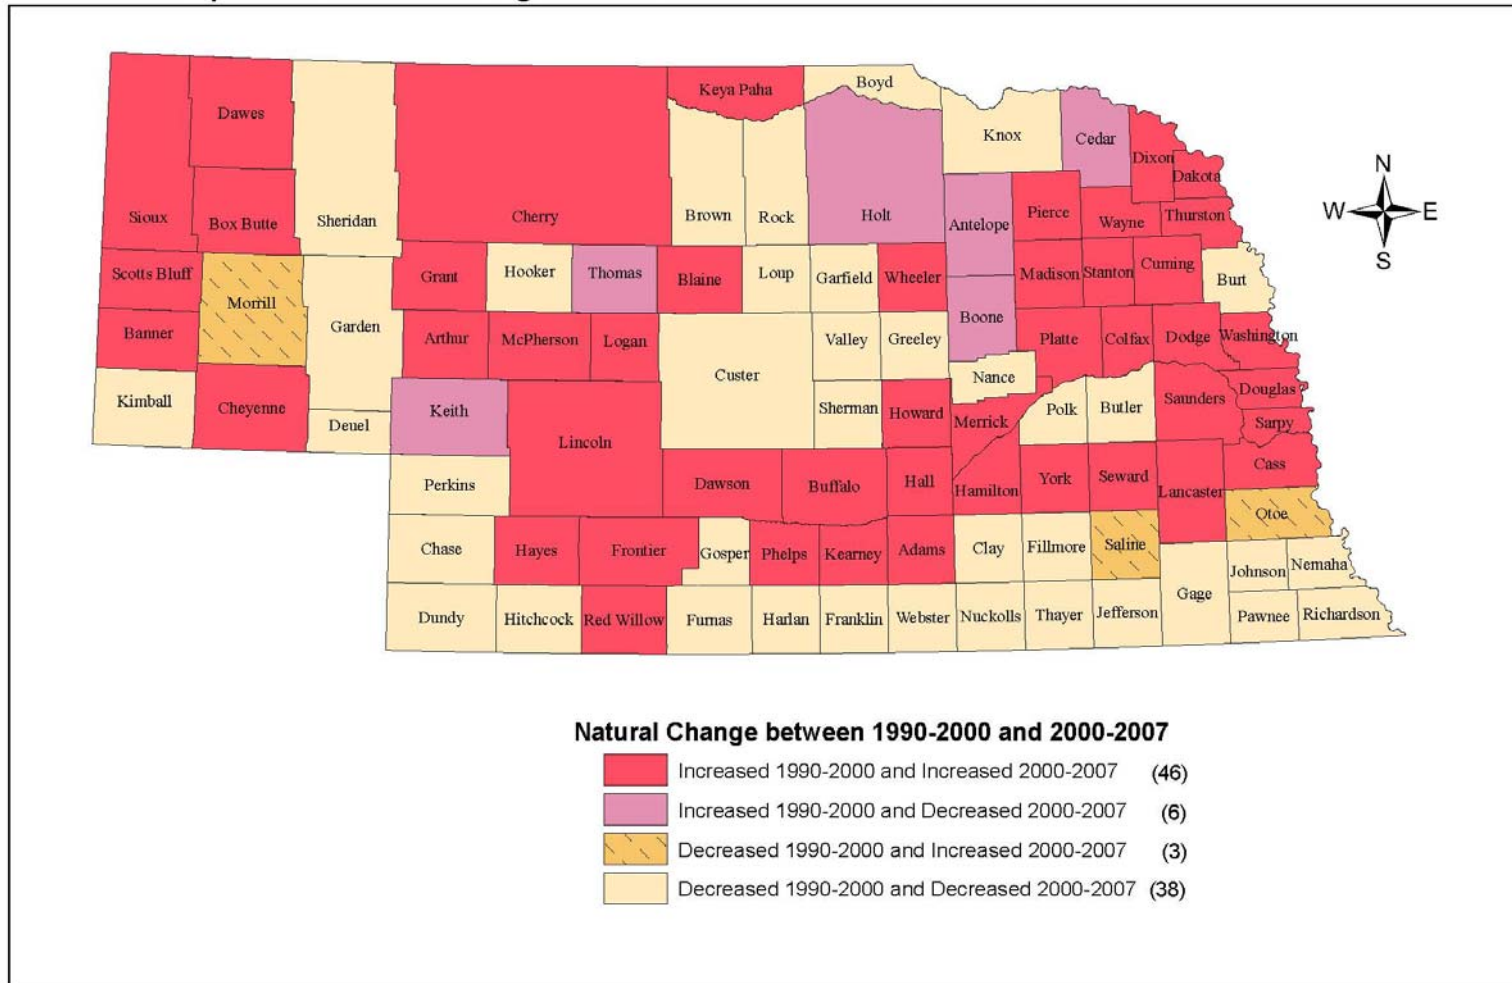 Keya Paha
Boyd
Dawes
Knox
Cedar
Dixon
Dakota
Sioux
Box Butte
Sheridan
Cherry
Brown
Rock
Holt
Antelope
Pierce
Wayne
Thurston
Scotts Bluff
Morrill
Grant
Hooker
Thomas
Blaine
Loup
Garfield
Wheeler
Madison
Stanton
Cuming
Burt
Banner
Garden
Arthur
McPherson
Logan
Custer
Valley
Greeley
Boone
Platte
Colfax
Dodge
Washington
Kimball
Cheyenne
Deuel
Keith
Lincoln
Sherman
Howard
Nance
Merrick
Polk
Butler
Saunders
Douglas
Sarpy
Perkins
Dawson
Buffalo
Hall
Hamilton
York
Seward
Lancaster
Cass
Otoe
Chase
Hayes
Frontier
Gosper
Phelps
Kearney
Adams
Clay
Fillmore
Saline
Johnson
Nemaha
Dundy
Hitchcock
Red Willow
Furnas
Harlan
Franklin
Webster
Nuckolls
Thayer
Jefferson
Gage
Pawnee
Richardson
N
W E
S
Natural Change between 1990-2000 and 2000-2007
Increased 1990-2000 and Increased 2000-2007 (46)
Increased 1990-2000 and Decreased 2000-2007 (6)
Decreased 1990-2000 and Increased 2000-2007 (3)
Decreased 1990-2000 and Decreased 2000-2007 (38)